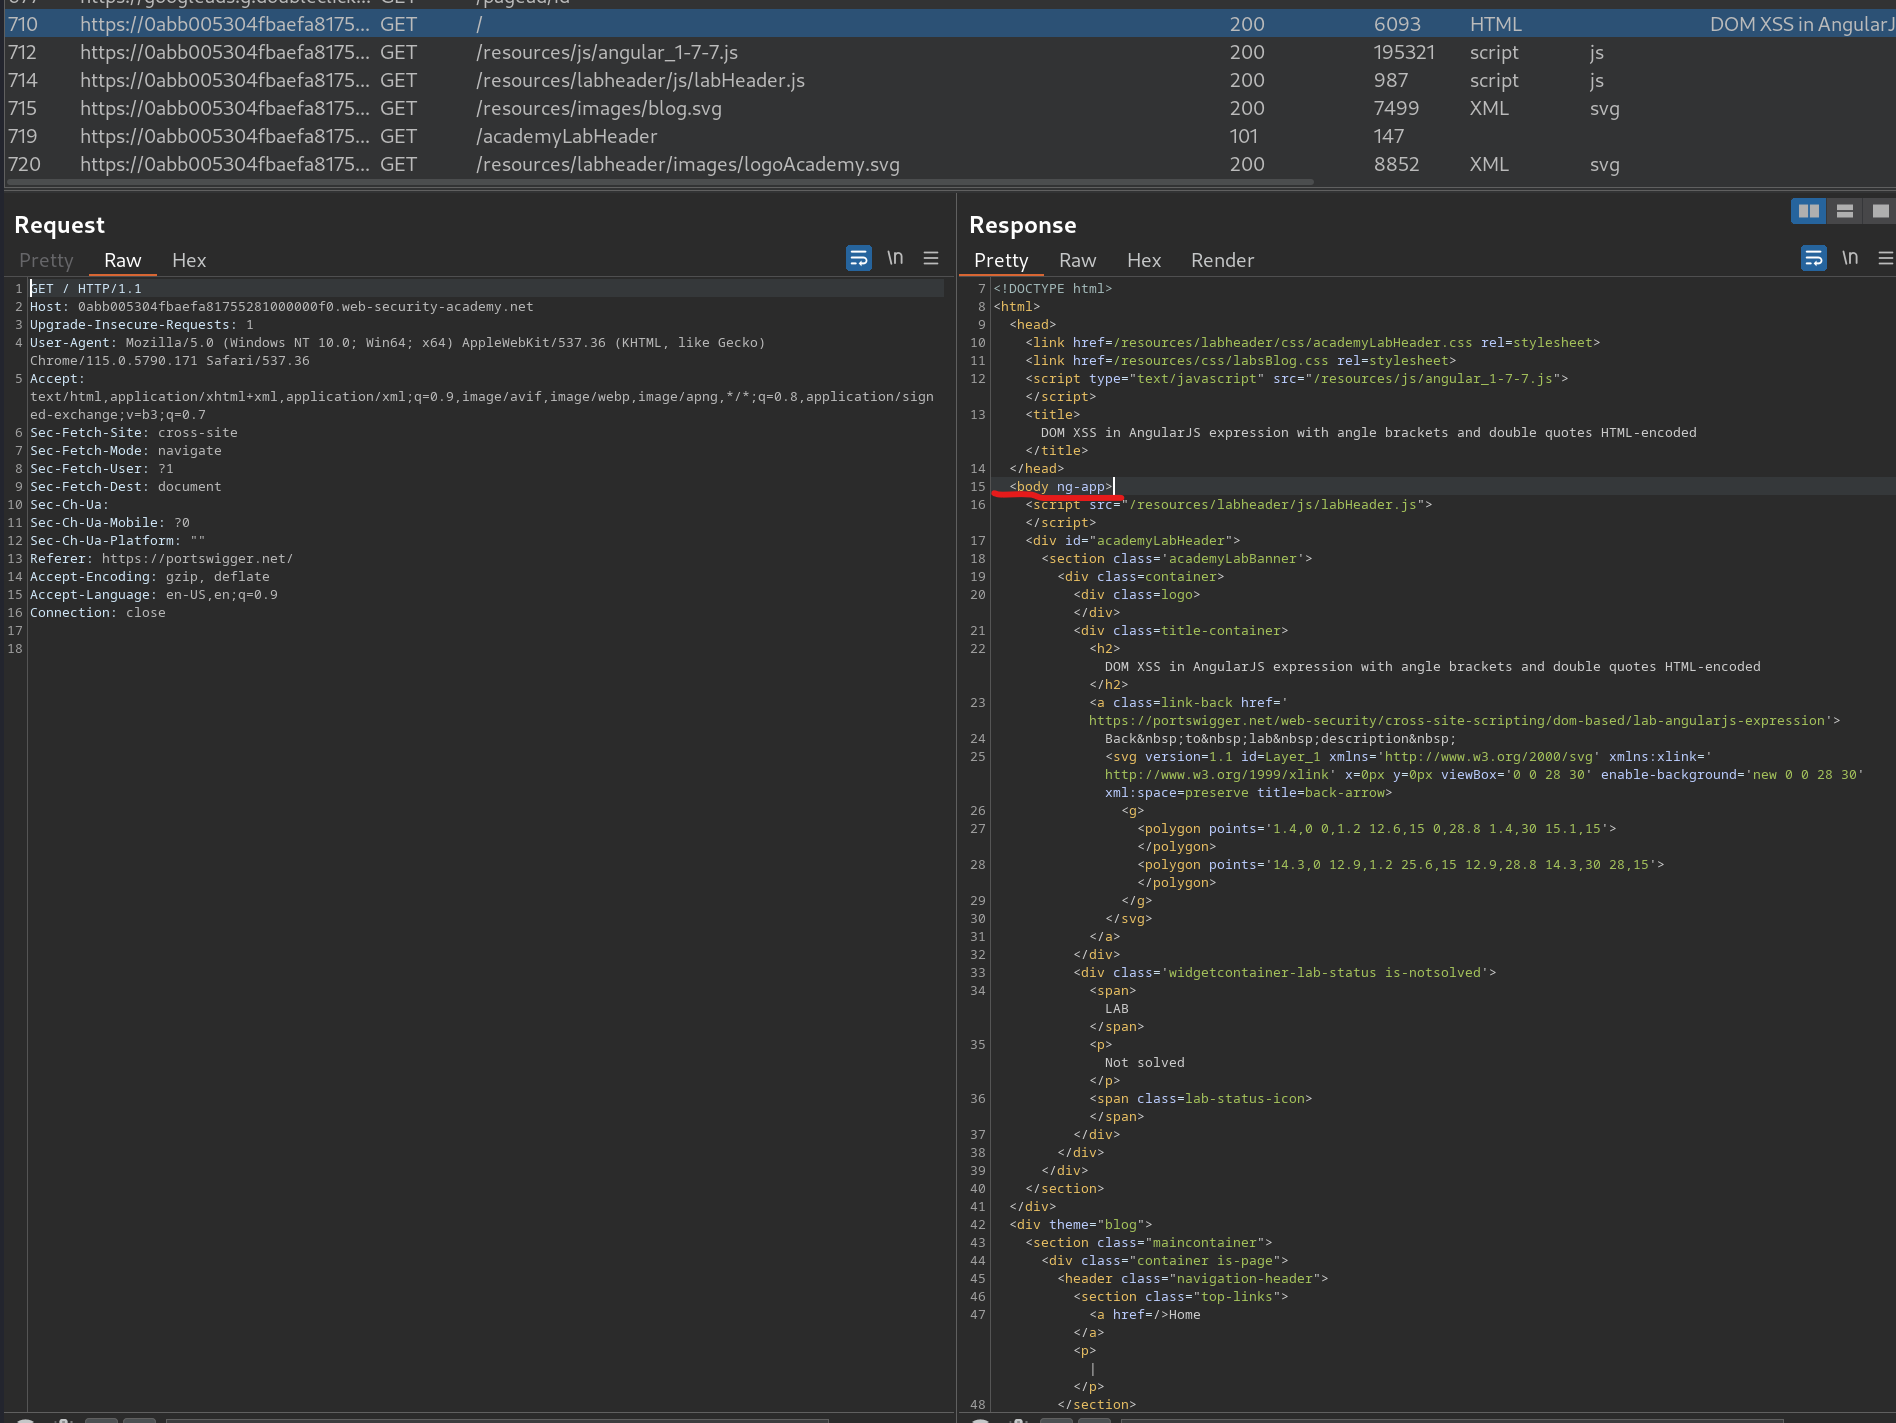 710 https://0abb005304fbaefa8175... GET / 200 6093 HTML DOM XSS in AngularJ
712 https://0abb005304fbaefa8175... GET /resources/js/angular_1-7-7.js 200 195321 script js
714 https://0abb005304fbaefa8175... GET /resources/labheader/js/labHeader.js 200 987 script js
715 https://0abb005304fbaefa8175... GET /resources/images/blog.svg 200 7499 XML svg
719 https://0abb005304fbaefa8175... GET /academyLabHeader 101 147
720 https://0abb005304fbaefa8175... GET /resources/labheader/images/logoAcademy.svg 200 8852 XML svg
Request
Pretty Raw Hex \n
1 GET / HTTP/1.1
2 Host: 0abb005304fbaefa81755281000000f0.web-security-academy.net
3 Upgrade-Insecure-Requests: 1
4 User-Agent: Mozilla/5.0 (Windows NT 10.0; Win64; x64) AppleWebKit/537.36 (KHTML, like Gecko)
Chrome/115.0.5790.171 Safari/537.36
5 Accept:
text/html,application/xhtml+xml,application/xml;q=0.9,image/avif,image/webp,image/apng,*/*;q=0.8,application/sign
ed-exchange;v=b3;q=0.7
6 Sec-Fetch-Site: cross-site
7 Sec-Fetch-Mode: navigate
8 Sec-Fetch-User: ?1
9 Sec-Fetch-Dest: document
10 Sec-Ch-Ua:
11 Sec-Ch-Ua-Mobile: ?0
12 Sec-Ch-Ua-Platform: ""
13 Referer: https://portswigger.net/
14 Accept-Encoding: gzip, deflate
15 Accept-Language: en-US,en;q=0.9
16 Connection: close
17
18
Response
Pretty Raw Hex Render \n
7 <!DOCTYPE html>
8 <html>
9 <head>
10 <link href=/resources/labheader/css/academyLabHeader.css rel=stylesheet>
11 <link href=/resources/css/labsBlog.css rel=stylesheet>
12 <script type="text/javascript" src="/resources/js/angular_1-7-7.js">
</script>
13 <title>
DOM XSS in AngularJS expression with angle brackets and double quotes HTML-encoded
</title>
14 </head>
15 <body ng-app>
16 <script src="/resources/labheader/js/labHeader.js">
</script>
17 <div id="academyLabHeader">
18 <section class='academyLabBanner'>
19 <div class=container>
20 <div class=logo>
</div>
21 <div class=title-container>
22 <h2>
DOM XSS in AngularJS expression with angle brackets and double quotes HTML-encoded
</h2>
23 <a class=link-back href='
https://portswigger.net/web-security/cross-site-scripting/dom-based/lab-angularjs-expression'>
24 Back&nbsp;to&nbsp;lab&nbsp;description&nbsp;
25 <svg version=1.1 id=Layer_1 xmlns='http://www.w3.org/2000/svg' xmlns:xlink='
http://www.w3.org/1999/xlink' x=0px y=0px viewBox='0 0 28 30' enable-background='new 0 0 28 30'
xml:space=preserve title=back-arrow>
26 <g>
27 <polygon points='1.4,0 0,1.2 12.6,15 0,28.8 1.4,30 15.1,15'>
</polygon>
28 <polygon points='14.3,0 12.9,1.2 25.6,15 12.9,28.8 14.3,30 28,15'>
</polygon>
29 </g>
30 </svg>
31 </a>
32 </div>
33 <div class='widgetcontainer-lab-status is-notsolved'>
34 <span>
LAB
</span>
35 <p>
Not solved
</p>
36 <span class=lab-status-icon>
</span>
37 </div>
38 </div>
39 </div>
40 </section>
41 </div>
42 <div theme="blog">
43 <section class="maincontainer">
44 <div class="container is-page">
45 <header class="navigation-header">
46 <section class="top-links">
47 <a href=/>Home
</a>
<p>
|
</p>
48 </section>